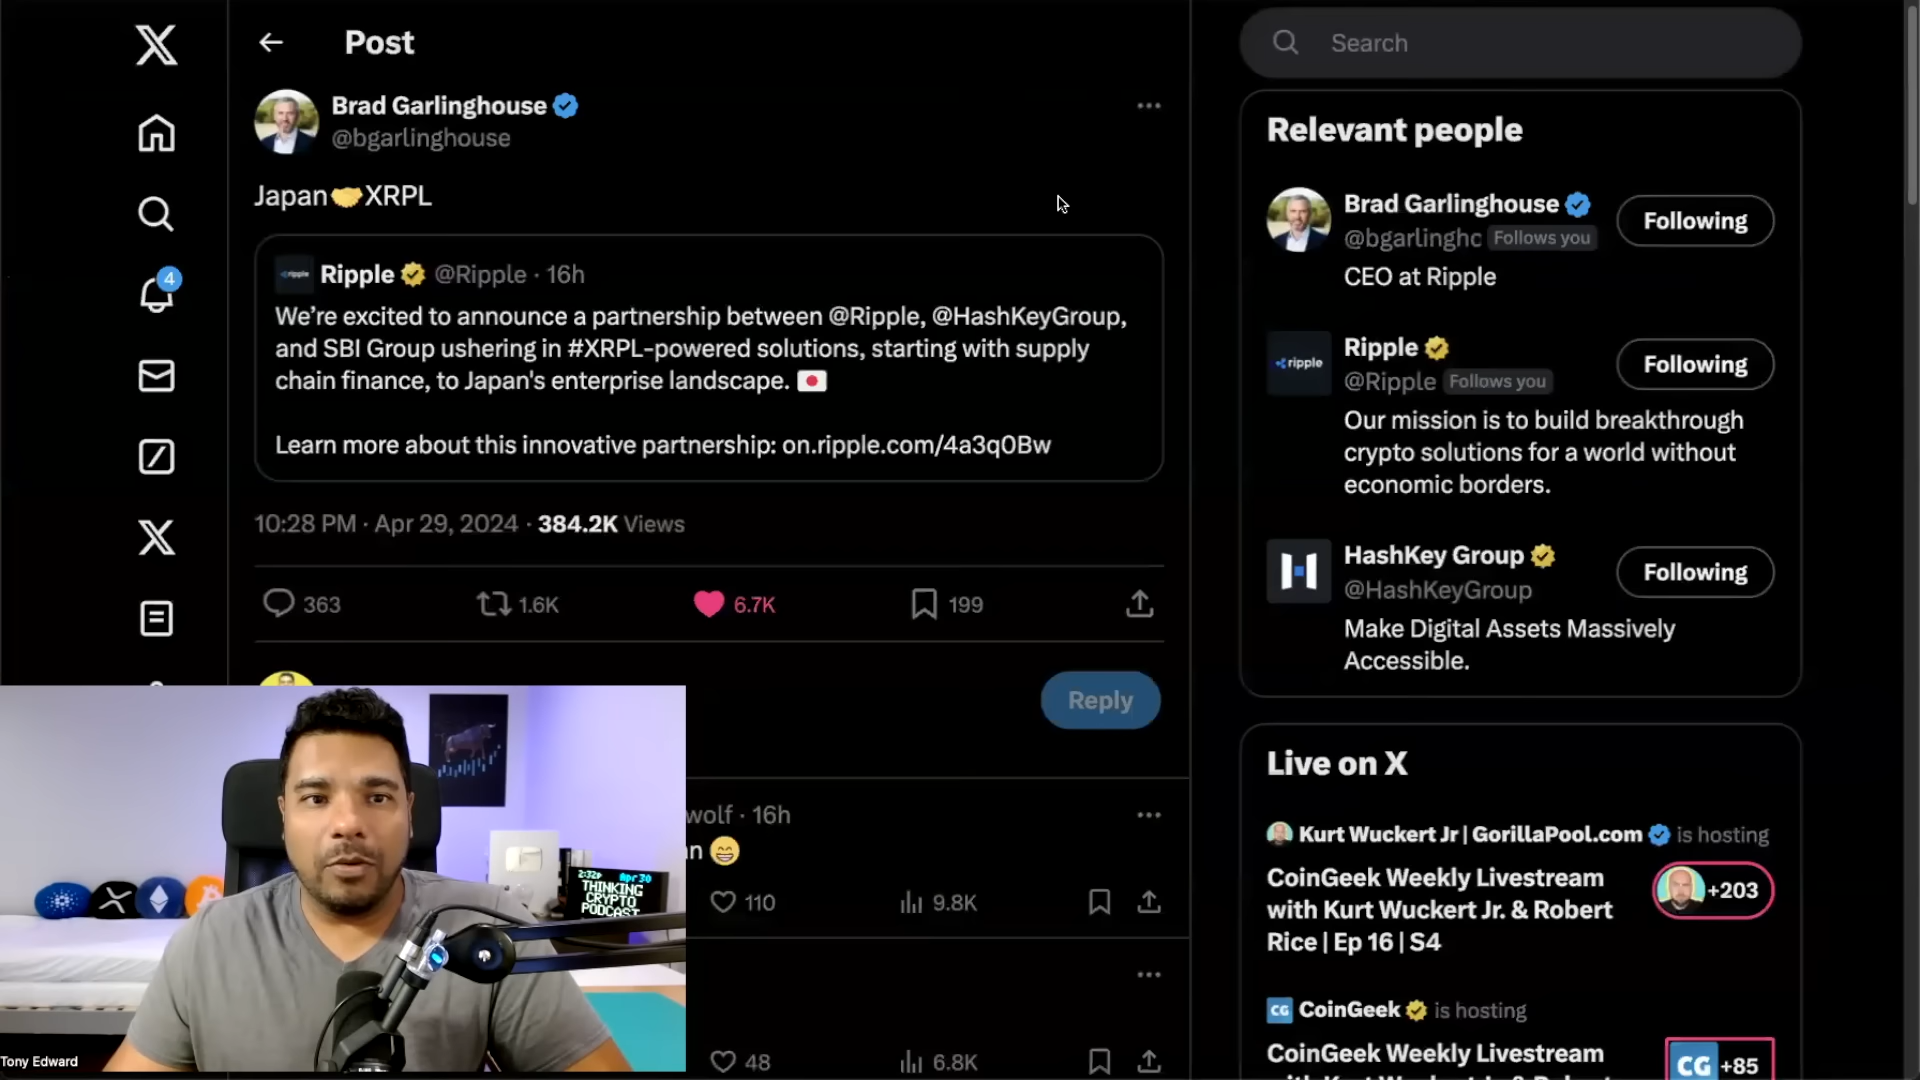 Post
Brad Garlinghouse
@bgarlinghouse
Japan🤝XRPL
ripple
Ripple @Ripple · 16h
We’re excited to announce a partnership between @Ripple, @HashKeyGroup,
and SBI Group ushering in #XRPL-powered solutions, starting with supply
chain finance, to Japan's enterprise landscape. 🇯🇵
Learn more about this innovative partnership: on.ripple.com/4a3q0Bw
10:28 PM · Apr 29, 2024 · 384.2K Views
363 1.6K 6.7K 199
Reply
wolf · 16h
😄
110 9.8K
48 6.8K
4
2:32P Apr 30
THINKING
CRYPTO
PODCAST
Tony Edward
Search
Relevant people
Brad Garlinghouse
@bgarlinghc Follows you
Following
CEO at Ripple
ripple
Ripple
@Ripple Follows you
Following
Our mission is to build breakthrough
crypto solutions for a world without
economic borders.
HashKey Group
@HashKeyGroup
Following
Make Digital Assets Massively
Accessible.
Live on X
Kurt Wuckert Jr | GorillaPool.com is hosting
CoinGeek Weekly Livestream
with Kurt Wuckert Jr. & Robert
Rice | Ep 16 | S4
+203
CG CoinGeek is hosting
CoinGeek Weekly Livestream
CG +85